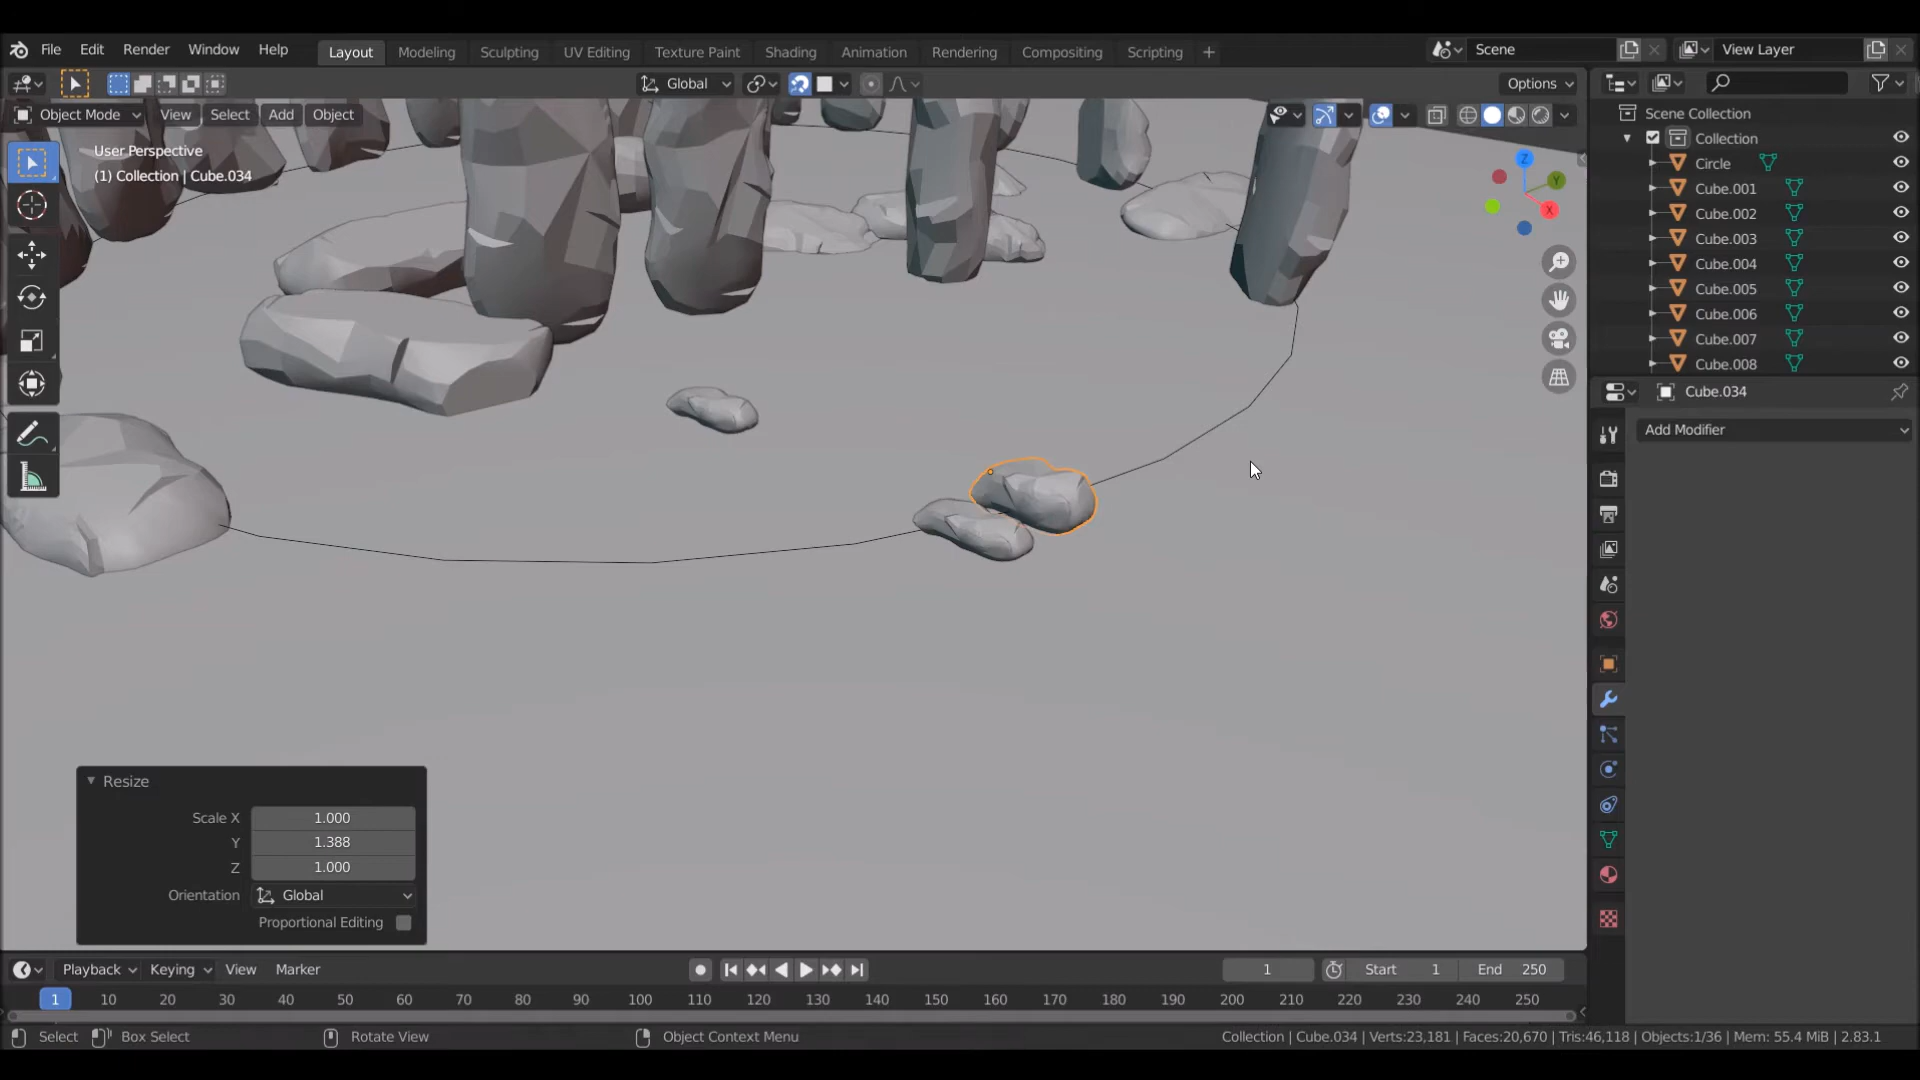 File Edit Render Window Help Layout Modeling Sculpting UV Editing Texture Paint Shading Animation Rendering Compositing Scripting + Scene View Layer
Global Options
Object Mode View Select Add Object
User Perspective
(1) Collection | Cube.034
Z
Y
X
Scene Collection
Collection
Circle
Cube.001
Cube.002
Cube.003
Cube.004
Cube.005
Cube.006
Cube.007
Cube.008
Cube.034
Add Modifier
Resize
Scale X 1.000
Y 1.388
Z 1.000
Orientation Global
Proportional Editing
Playback Keying View Marker 1 Start 1 End 250
1 10 20 30 40 50 60 70 80 90 100 110 120 130 140 150 160 170 180 190 200 210 220 230 240 250
Select Box Select Rotate View Object Context Menu Collection | Cube.034 | Verts:23,181 | Faces:20,670 | Tris:46,118 | Objects:1/36 | Mem: 55.4 MiB | 2.83.1